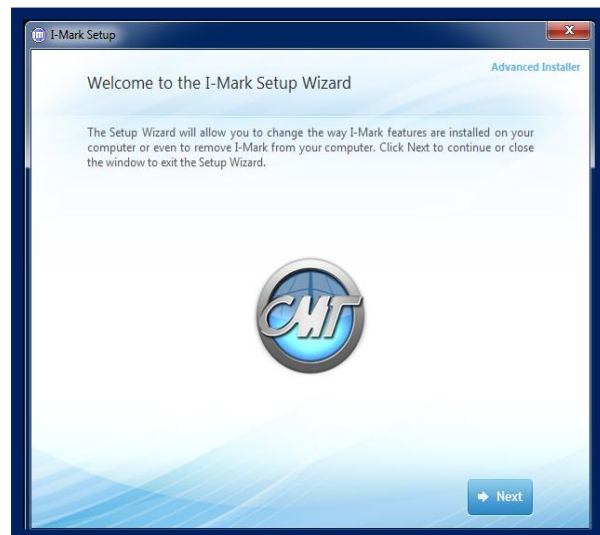 I-Mark Setup
Advanced Installer
Welcome to the I-Mark Setup Wizard
The Setup Wizard will allow you to change the way I-Mark features are installed on your
computer or even to remove I-Mark from your computer. Click Next to continue or close
the window to exit the Setup Wizard.
CMT
Next